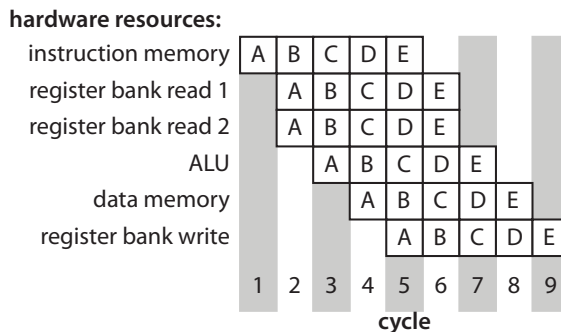 hardware resources:
instruction memory A B C D E
register bank read 1 A B C D E
register bank read 2 A B C D E
ALU A B C D E
data memory A B C D E
register bank write A B C D E
1 2 3 4 5 6 7 8 9
cycle